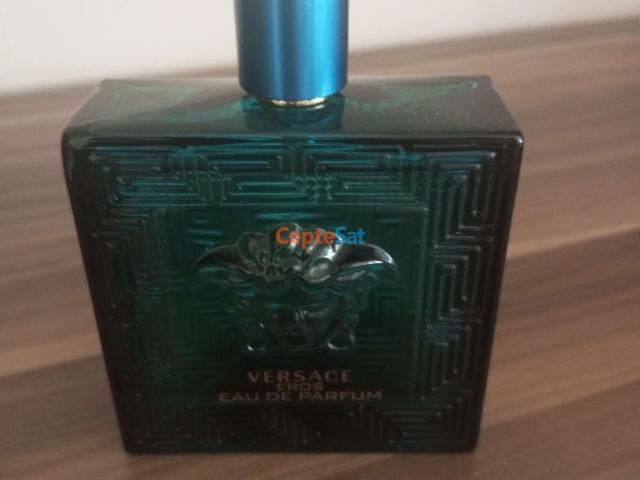 CepteSat
VERSACE
EROS
EAU DE PARFUM